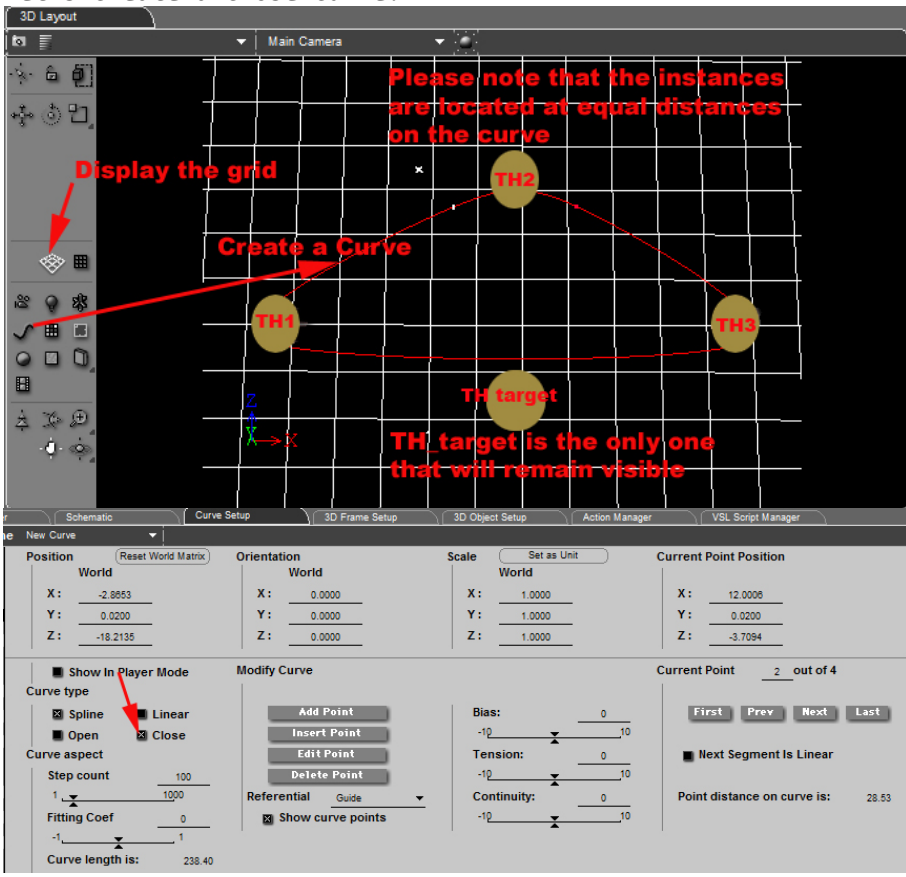 3D Layout
Main Camera
Please note that the instances
are located at equal distances
on the curve
Display the grid
TH2
Create a Curve
TH1
TH3
TH target
Z
Y X
TH_target is the only one
that will remain visible
Schematic Curve Setup 3D Frame Setup 3D Object Setup Action Manager VSL Script Manager
New Curve
Position Reset World Matrix Orientation Scale Set as Unit Current Point Position
World World World
X : -2.8653 X : 0.0000 X : 1.0000 X : 12.0006
Y : 0.0200 Y : 0.0000 Y : 1.0000 Y : 0.0200
Z : -18.2135 Z : 0.0000 Z : 1.0000 Z : -3.7094
Show In Player Mode Modify Curve Current Point 2 out of 4
Curve type
Spline Linear Add Point Bias: 0 First Prev Next Last
Open Close Insert Point -10 10
Curve aspect Edit Point Tension: 0 Next Segment Is Linear
Step count 100 Delete Point -10 10
1 1000 Referential Guide Continuity: 0 Point distance on curve is: 28.53
Fitting Coef 0 Show curve points -10 10
-1 1
Curve length is: 238.40